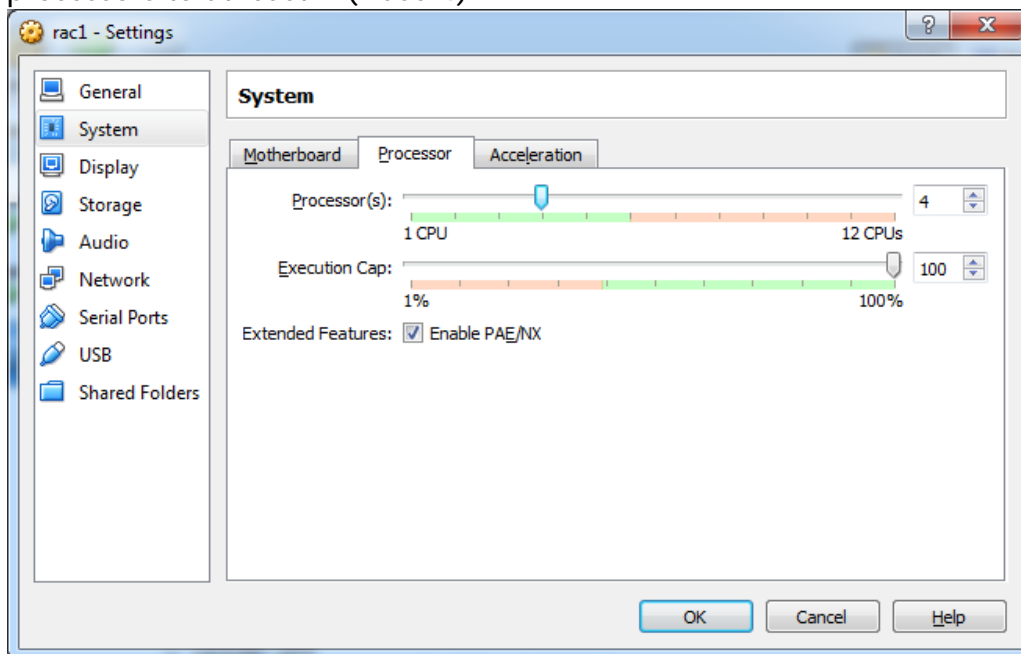 rac1 - Settings
General
System
Display
Storage
Audio
Network
Serial Ports
USB
Shared Folders
System
Motherboard Processor Acceleration
Processor(s): 4
1 CPU 12 CPUs
Execution Cap: 100
1% 100%
Extended Features: Enable PAE/NX
OK Cancel Help